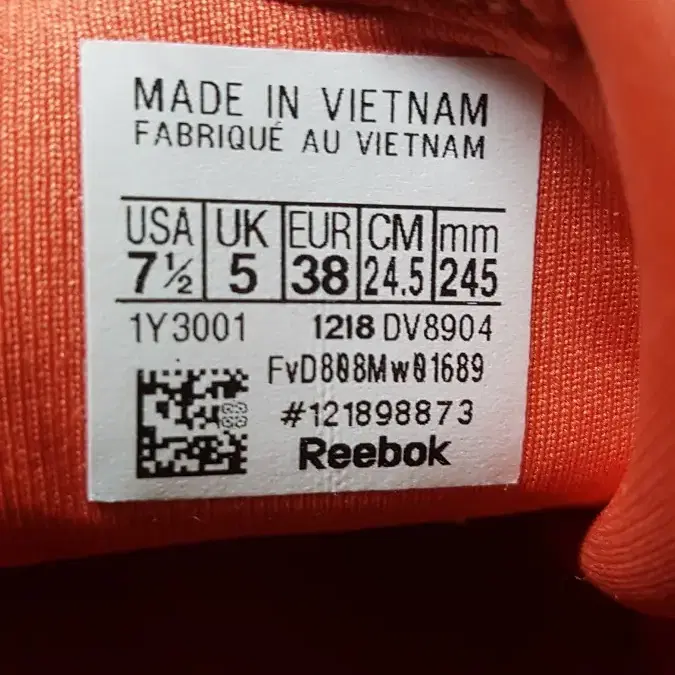 MADE IN VIETNAM
FABRIQUÉ AU VIETNAM
USA UK EUR CM mm
7½ 5 38 24.5 245
1Y3001 1218 DV8904
FvD808Mw01689
#121898873
Reebok